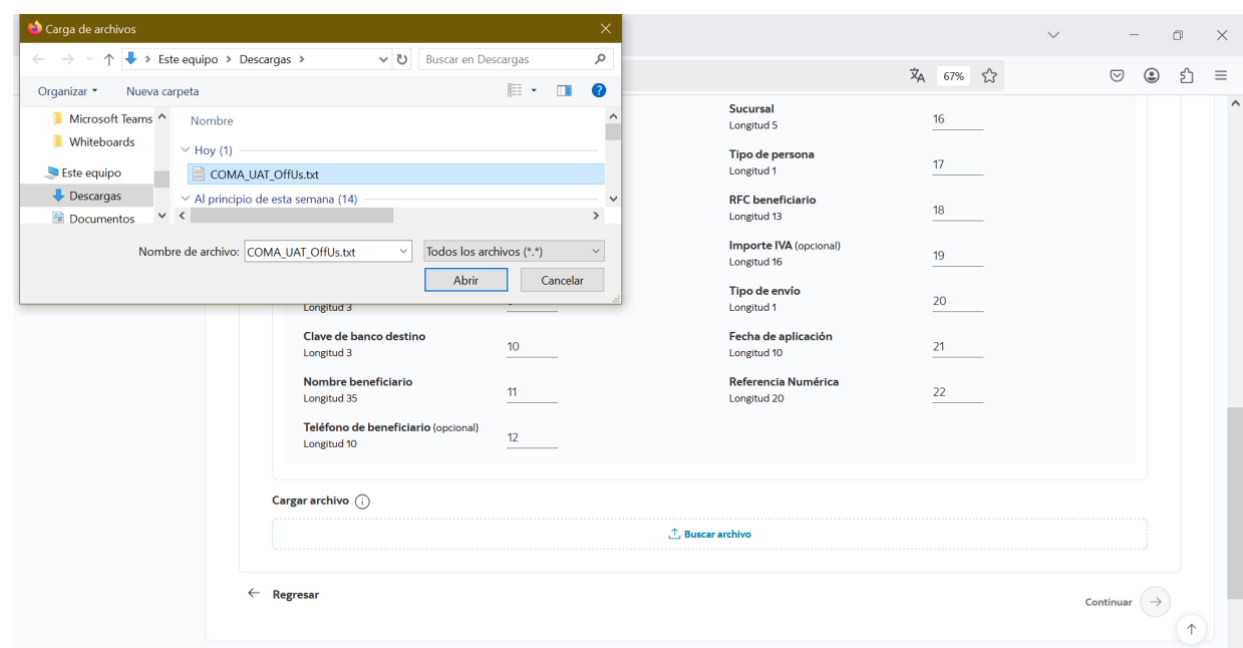 Carga de archivos
Este equipo > Descargas >
Buscar en Descargas
67%
Organizar
Nueva carpeta
Microsoft Teams
Whiteboards
Este equipo
Descargas
Documentos
Nombre
Hoy (1)
COMA_UAT_OffUs.txt
Al principio de esta semana (14)
Nombre de archivo: COMA_UAT_OffUs.txt
Todos los archivos (*.*)
Abrir
Cancelar
Longitud 3
Clave de banco destino
Longitud 3
10
Nombre beneficiario
Longitud 35
11
Teléfono de beneficiario (opcional)
Longitud 10
12
Sucursal
Longitud 5
16
Tipo de persona
Longitud 1
17
RFC beneficiario
Longitud 13
18
Importe IVA (opcional)
Longitud 16
19
Tipo de envío
Longitud 1
20
Fecha de aplicación
Longitud 10
21
Referencia Numérica
Longitud 20
22
Cargar archivo
Buscar archivo
Regresar
Continuar